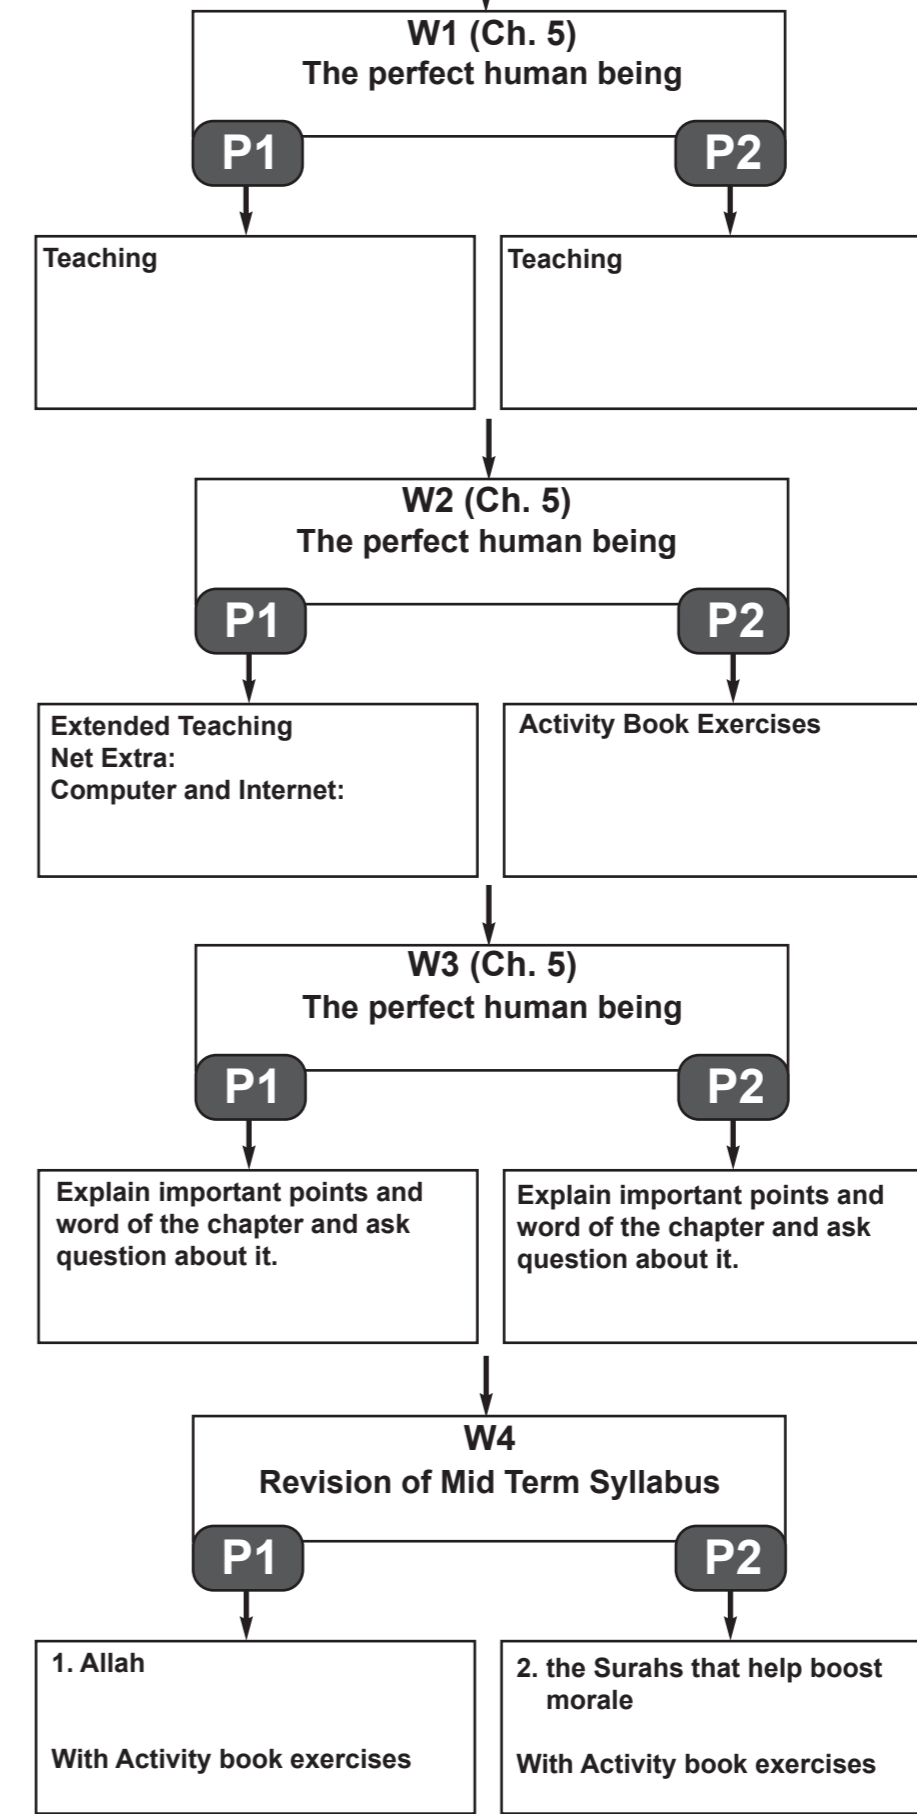 W1 (Ch. 5)
The perfect human being
P1
P2
Teaching
Teaching
W2 (Ch. 5)
The perfect human being
P1
P2
Extended Teaching
Net Extra:
Computer and Internet:
Activity Book Exercises
W3 (Ch. 5)
The perfect human being
P1
P2
Explain important points and
word of the chapter and ask
question about it.
Explain important points and
word of the chapter and ask
question about it.
W4
Revision of Mid Term Syllabus
P1
P2
1. Allah
With Activity book exercises
2. the Surahs that help boost
morale
With Activity book exercises